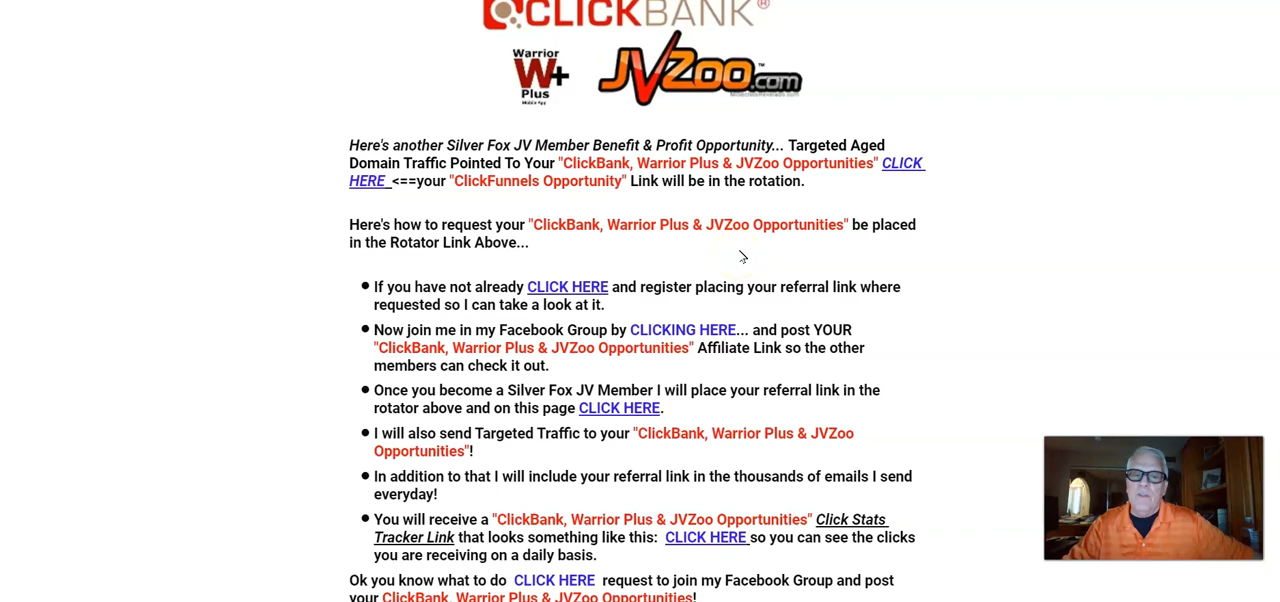 CLICKBANK®
Warrior
W+
Plus
Mobile App
JVZoo.com™
Here's another Silver Fox JV Member Benefit & Profit Opportunity... Targeted Aged
Domain Traffic Pointed To Your "ClickBank, Warrior Plus & JVZoo Opportunities" CLICK
HERE <==your "ClickFunnels Opportunity" Link will be in the rotation.
Here's how to request your "ClickBank, Warrior Plus & JVZoo Opportunities" be placed
in the Rotator Link Above...
● If you have not already CLICK HERE and register placing your referral link where
requested so I can take a look at it.
● Now join me in my Facebook Group by CLICKING HERE... and post YOUR
"ClickBank, Warrior Plus & JVZoo Opportunities" Affiliate Link so the other
members can check it out.
● Once you become a Silver Fox JV Member I will place your referral link in the
rotator above and on this page CLICK HERE.
● I will also send Targeted Traffic to your "ClickBank, Warrior Plus & JVZoo
Opportunities"!
● In addition to that I will include your referral link in the thousands of emails I send
everyday!
● You will receive a "ClickBank, Warrior Plus & JVZoo Opportunities" Click Stats
Tracker Link that looks something like this: CLICK HERE so you can see the clicks
you are receiving on a daily basis.
Ok you know what to do CLICK HERE request to join my Facebook Group and post
your ClickBank, Warrior Plus & JVZoo Opportunities!